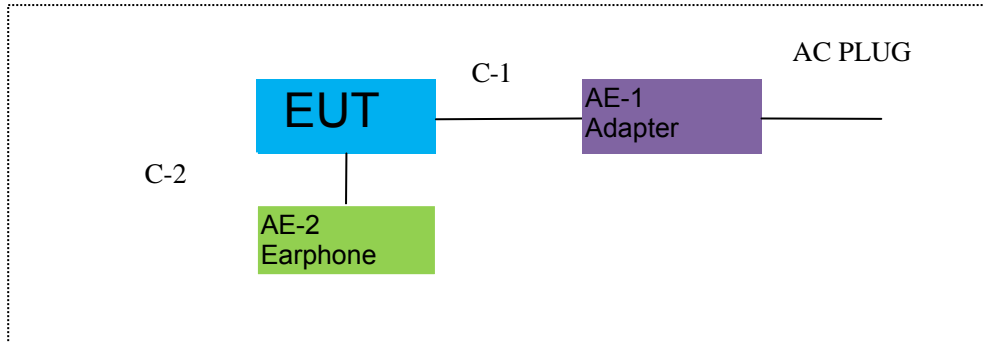 AC PLUG
C-1
EUT
AE-1
Adapter
C-2
AE-2
Earphone